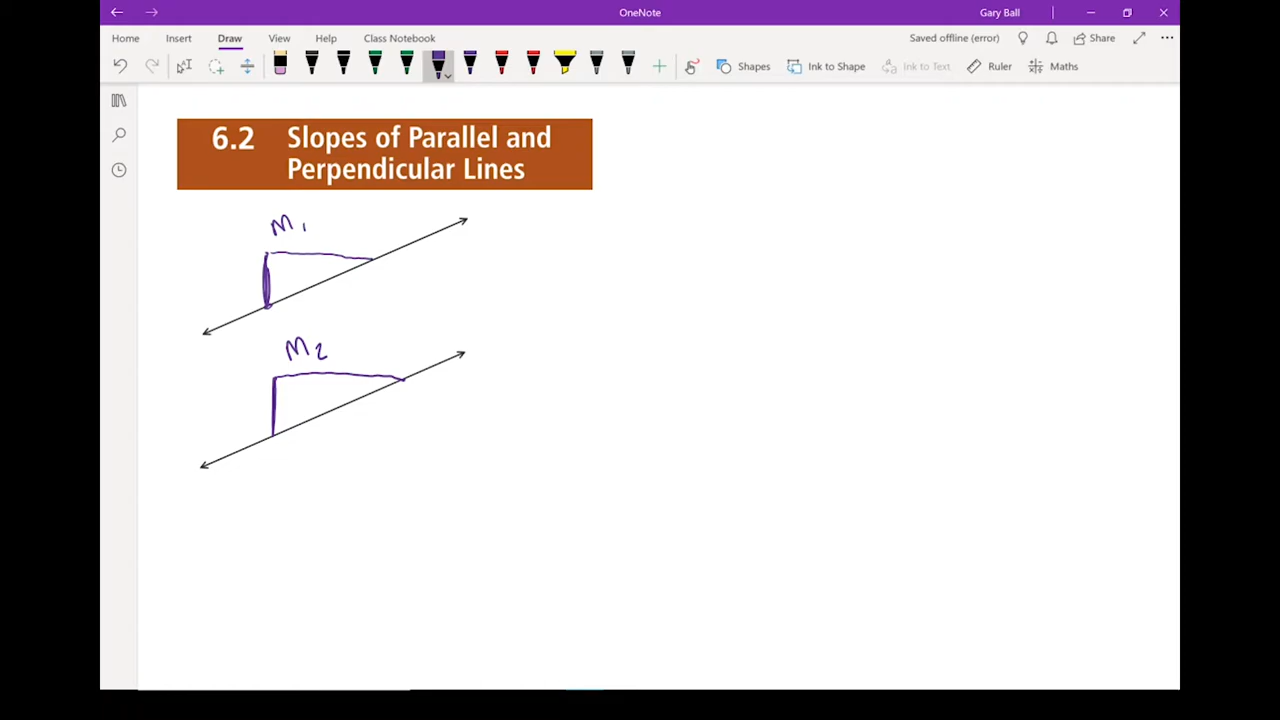 OneNote
Gary Ball
Home Insert Draw View Help Class Notebook
Saved offline (error) Share
Shapes Ink to Shape Ink to Text Ruler Maths
6.2 Slopes of Parallel and
Perpendicular Lines
M1
M2